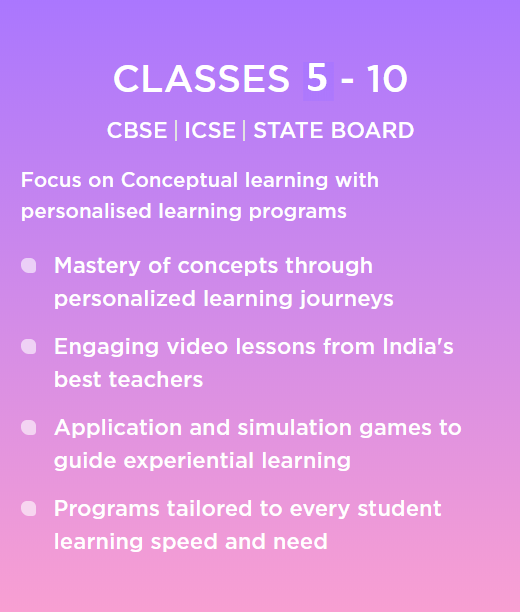 CLASSES 5 - 10
CBSE | ICSE | STATE BOARD
Focus on Conceptual learning with
personalised learning programs
Mastery of concepts through
personalized learning journeys
Engaging video lessons from India's
best teachers
Application and simulation games to
guide experiential learning
Programs tailored to every student
learning speed and need